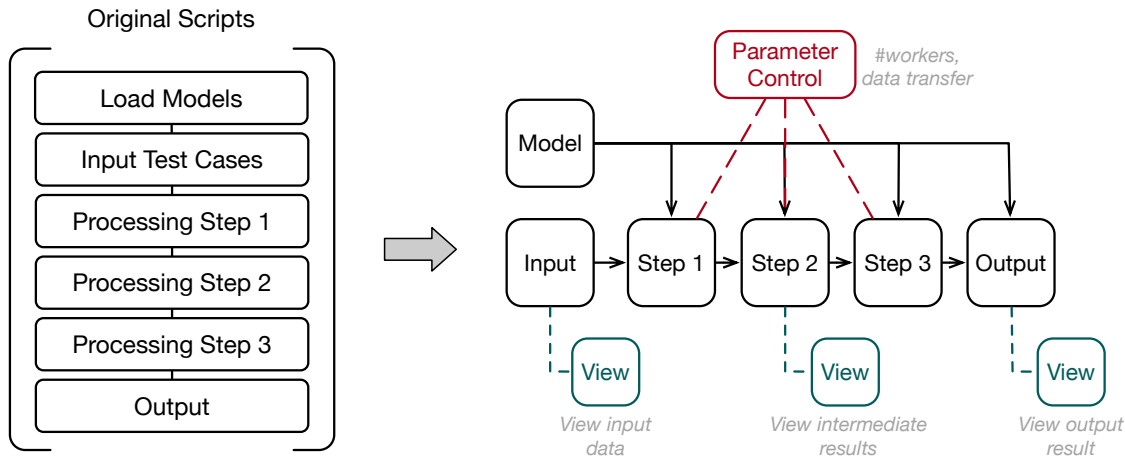 Original Scripts
Load Models
Input Test Cases
Processing Step 1
Processing Step 2
Processing Step 3
Output
Parameter
Control
#workers,
data transfer
Model
Input
Step 1
Step 2
Step 3
Output
View
View
View
View input
data
View intermediate
results
View output
result